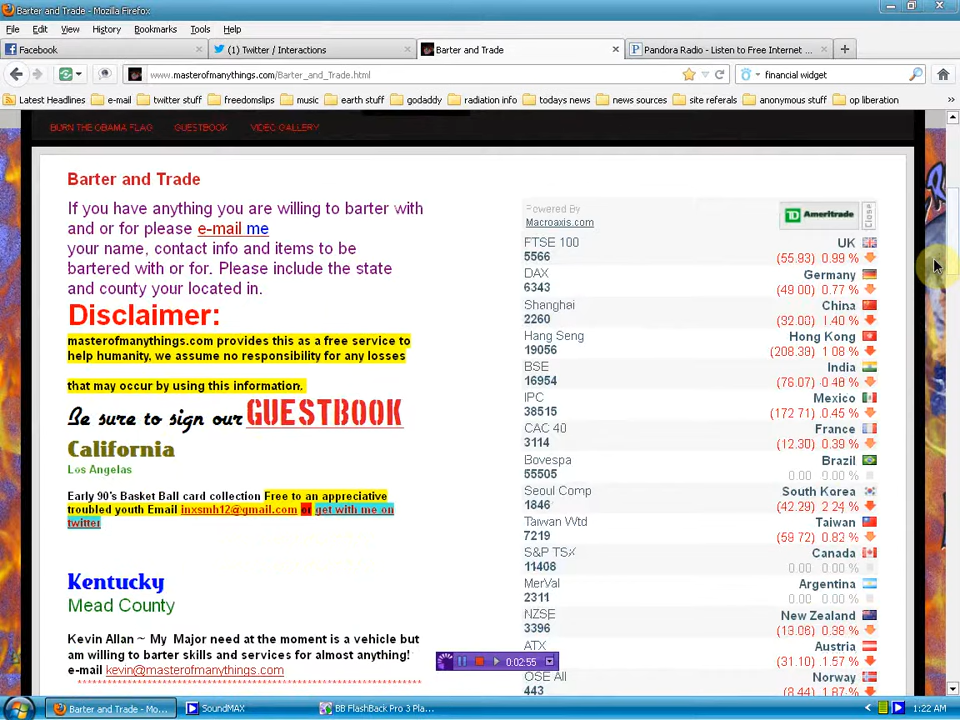 Barter and Trade - Mozilla Firefox
File Edit View History Bookmarks Tools Help
Facebook × (1) Twitter / Interactions × Barter and Trade × Pandora Radio - Listen to Free Internet ... × +
www.masterofmanythings.com/Barter_and_Trade.html financial widget
Latest Headlines e-mail twitter stuff freedomslips music earth stuff godaddy radiation info todays news news sources site referals anonymous stuff op liberation »
BURN THE OBAMA FLAG GUESTBOOK VIDEO GALLERY
Barter and Trade
If you have anything you are willing to barter with
and or for please e-mail me
your name, contact info and items to be
bartered with or for. Please include the state
and county your located in.
Disclaimer:
masterofmanythings.com provides this as a free service to
help humanity, we assume no responsibility for any losses
that may occur by using this information.
Be sure to sign our GUESTBOOK
California
Los Angelas
Early 90's Basket Ball card collection Free to an appreciative
troubled youth Email inxsmh12@gmail.com or get with me on
twitter
Kentucky
Mead County
Kevin Allan ~ My Major need at the moment is a vehicle but
am willing to barter skills and services for almost anything!
e-mail kevin@masterofmanythings.com
Powered By
Macroaxis.com
Ameritrade Close
FTSE 100 UK
5566 (55.93) 0.99 %
DAX Germany
6343 (49.00) 0.77 %
Shanghai China
2260 (32.00) 1.40 %
Hang Seng Hong Kong
19056 (208.33) 1.08 %
BSE India
16954 (76.07) 0.48 %
IPC Mexico
38515 (172.71) 0.45 %
CAC 40 France
3114 (12.30) 0.39 %
Bovespa Brazil
55505 0.00 0.00 %
Seoul Comp South Korea
1846 (42.29) 2.24 %
Taiwan Wtd Taiwan
7219 (59.72) 0.82 %
S&P TSX Canada
11408 0.00 0.00 %
MerVal Argentina
2311 0.00 0.00 %
NZSE New Zealand
3396 (13.06) 0.38 %
ATX Austria
(31.10) 1.57 %
OSE All Norway
443 (8.44) 1.87 %
0:02:55
Barter and Trade - Mo... SoundMAX BB FlashBack Pro 3 Pla... 1:22 AM